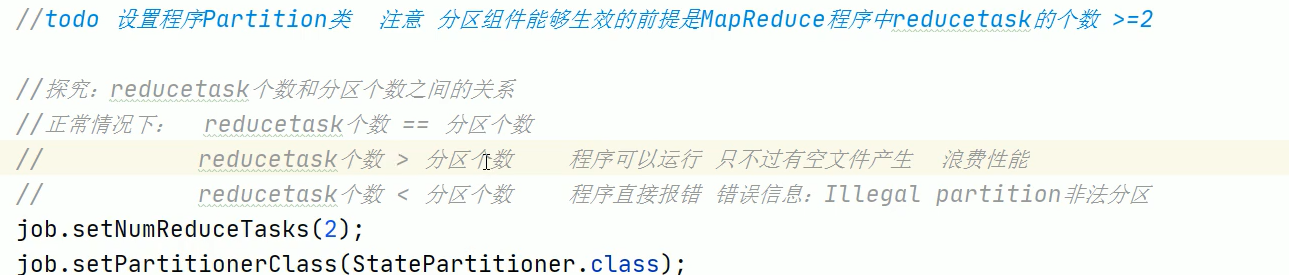 //todo 设置程序Partition类  注意 分区组件能够生效的前提是MapReduce程序中reducetask的个数 >=2
//探究: reducetask个数和分区个数之间的关系
//正常情况下:  reducetask个数 == 分区个数
//           reducetask个数 > 分区个数    程序可以运行 只不过有空文件产生  浪费性能
//           reducetask个数 < 分区个数    程序直接报错 错误信息: Illegal partition非法分区
job.setNumReduceTasks(2);
job.setPartitionerClass(StatePartitioner.class);